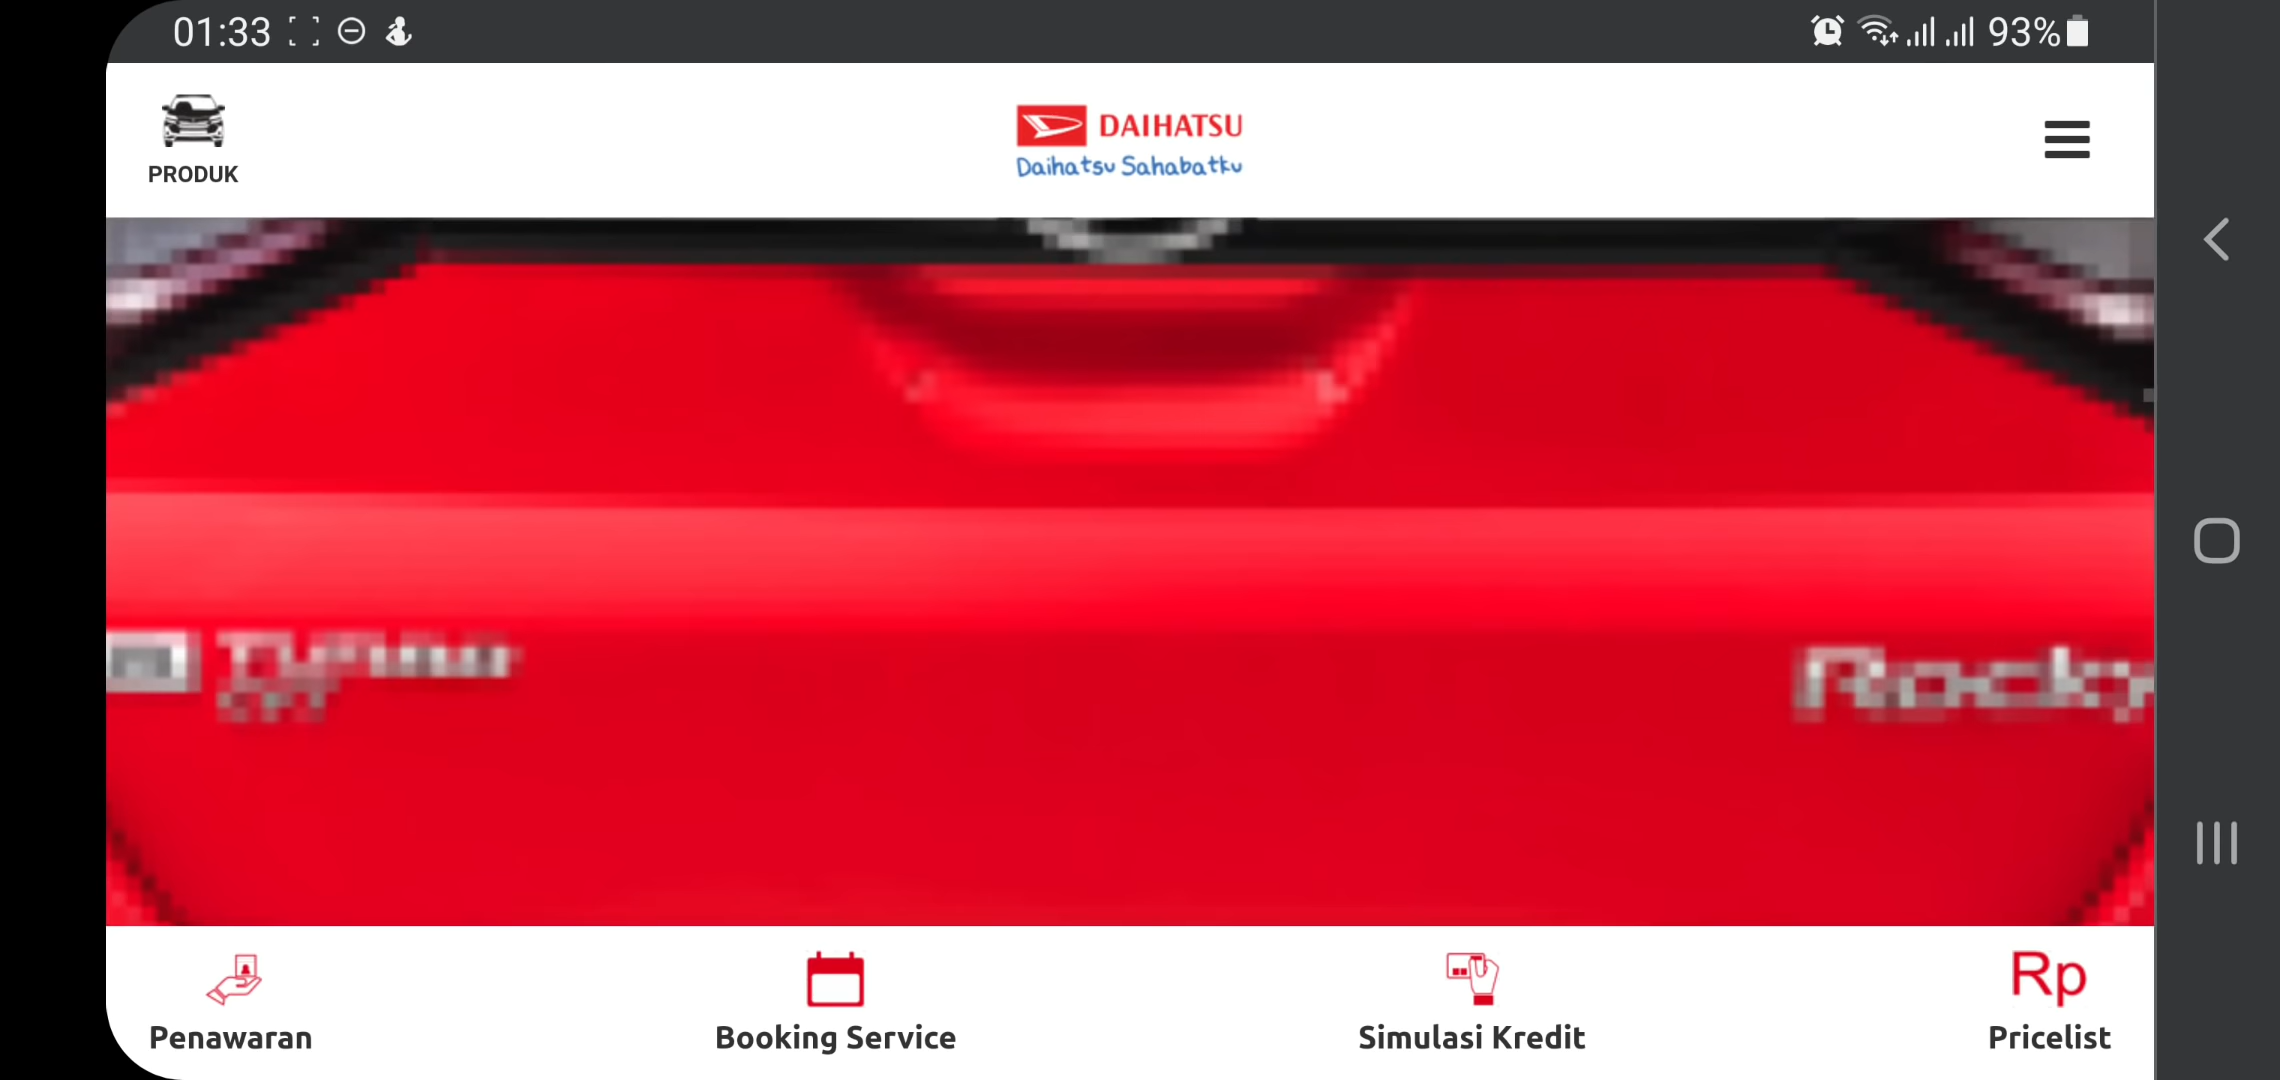 01:33
93%
PRODUK
DAIHATSU
Daihatsu Sahabatku
Rocky
Penawaran
Booking Service
Simulasi Kredit
Rp
Pricelist